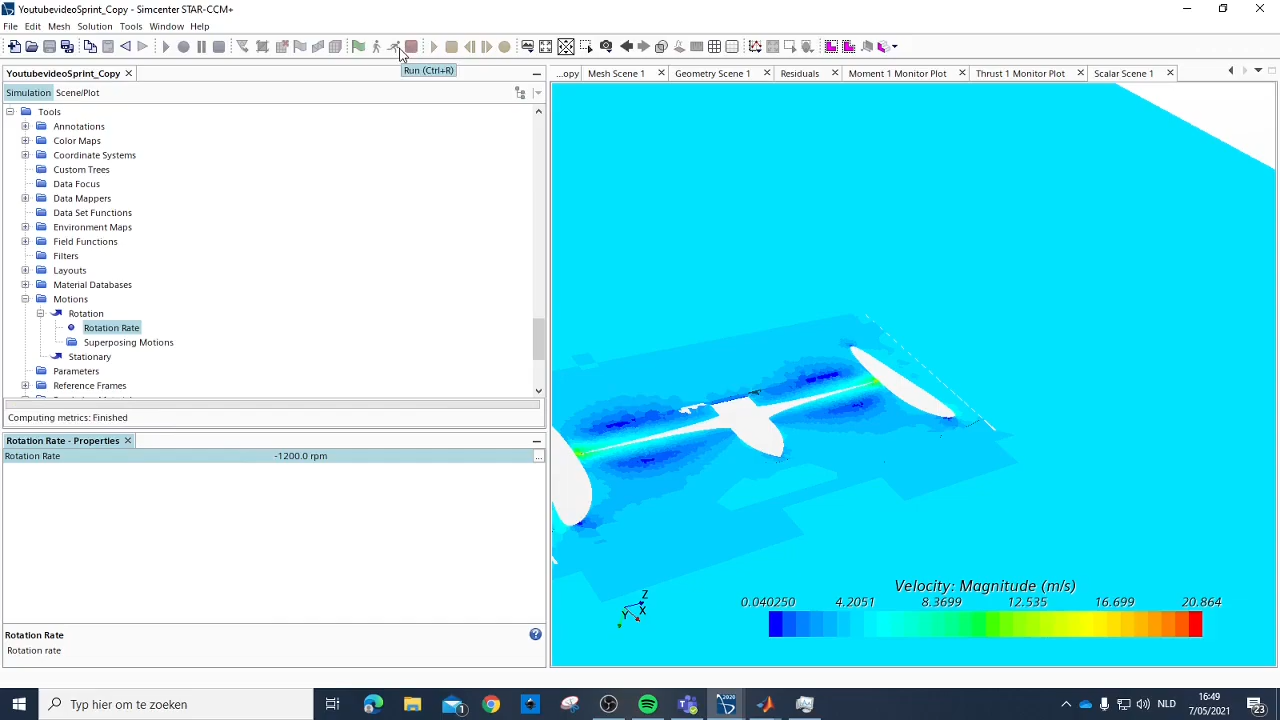 YoutubevideoSprint_Copy - Simcenter STAR-CCM+
File Edit Mesh Solution Tools Window Help
Run (Ctrl+R)
YoutubevideoSprint_Copy
...opy Mesh Scene 1 Geometry Scene 1 Residuals Moment 1 Monitor Plot Thrust 1 Monitor Plot Scalar Scene 1
Simulation Scene/Plot
Tools
Annotations
Color Maps
Coordinate Systems
Custom Trees
Data Focus
Data Mappers
Data Set Functions
Environment Maps
Field Functions
Filters
Layouts
Material Databases
Motions
Rotation
Rotation Rate
Superposing Motions
Stationary
Parameters
Reference Frames
Computing metrics: Finished
Rotation Rate - Properties
Rotation Rate -1200.0 rpm
...
Rotation Rate
Rotation rate
Z
X
Y
Velocity: Magnitude (m/s)
0.040250 4.2051 8.3699 12.535 16.699 20.864
Typ hier om te zoeken
1
2020
NLD
16:49
7/05/2021
23